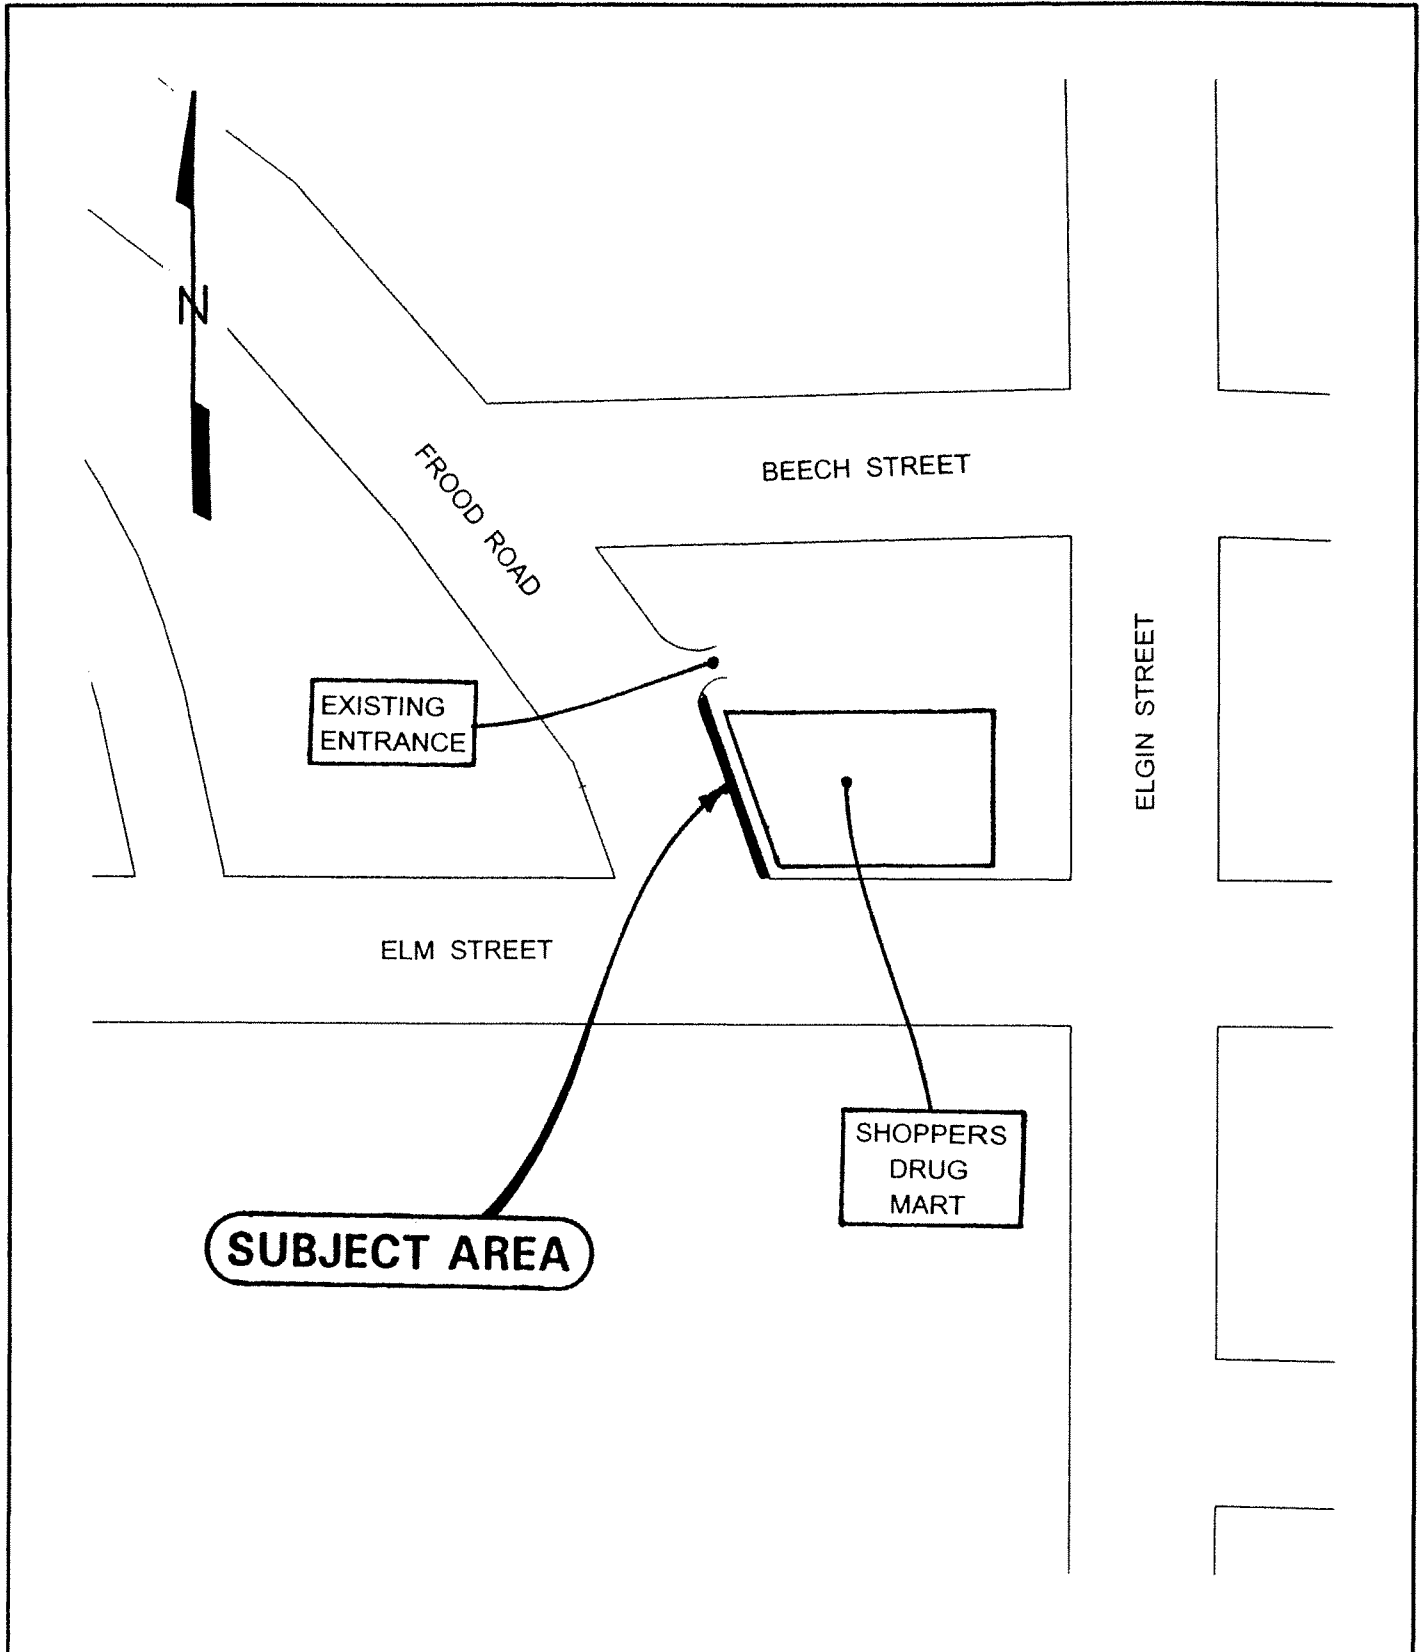 N
BEECH STREET
FROOD ROAD
ELGIN STREET
EXISTING
ENTRANCE
ELM STREET
SHOPPERS
DRUG
MART
SUBJECT AREA